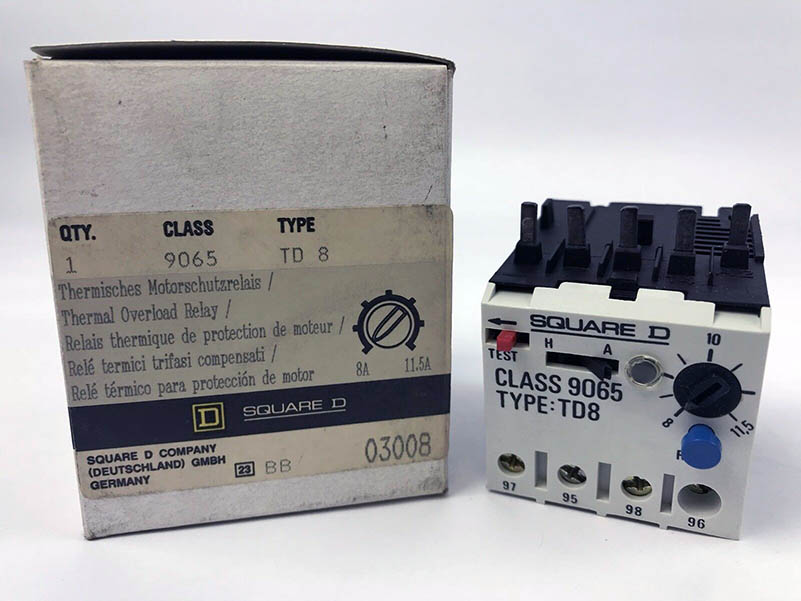 QTY. CLASS TYPE
1 9065 TD 8
Thermisches Motorschutzrelais /
Thermal Overload Relay /
Relais thermique de protection de moteur /
Relé termici trifasi compensati /
Relé térmico para protección de motor
8A 11.5A
D SQUARE D
SQUARE D COMPANY
(DEUTSCHLAND) GMBH
GERMANY
23 BB
03008
SQUARE D
TEST
H A
10
CLASS 9065
TYPE:TD8
8 11,5
R
97 95 98 96